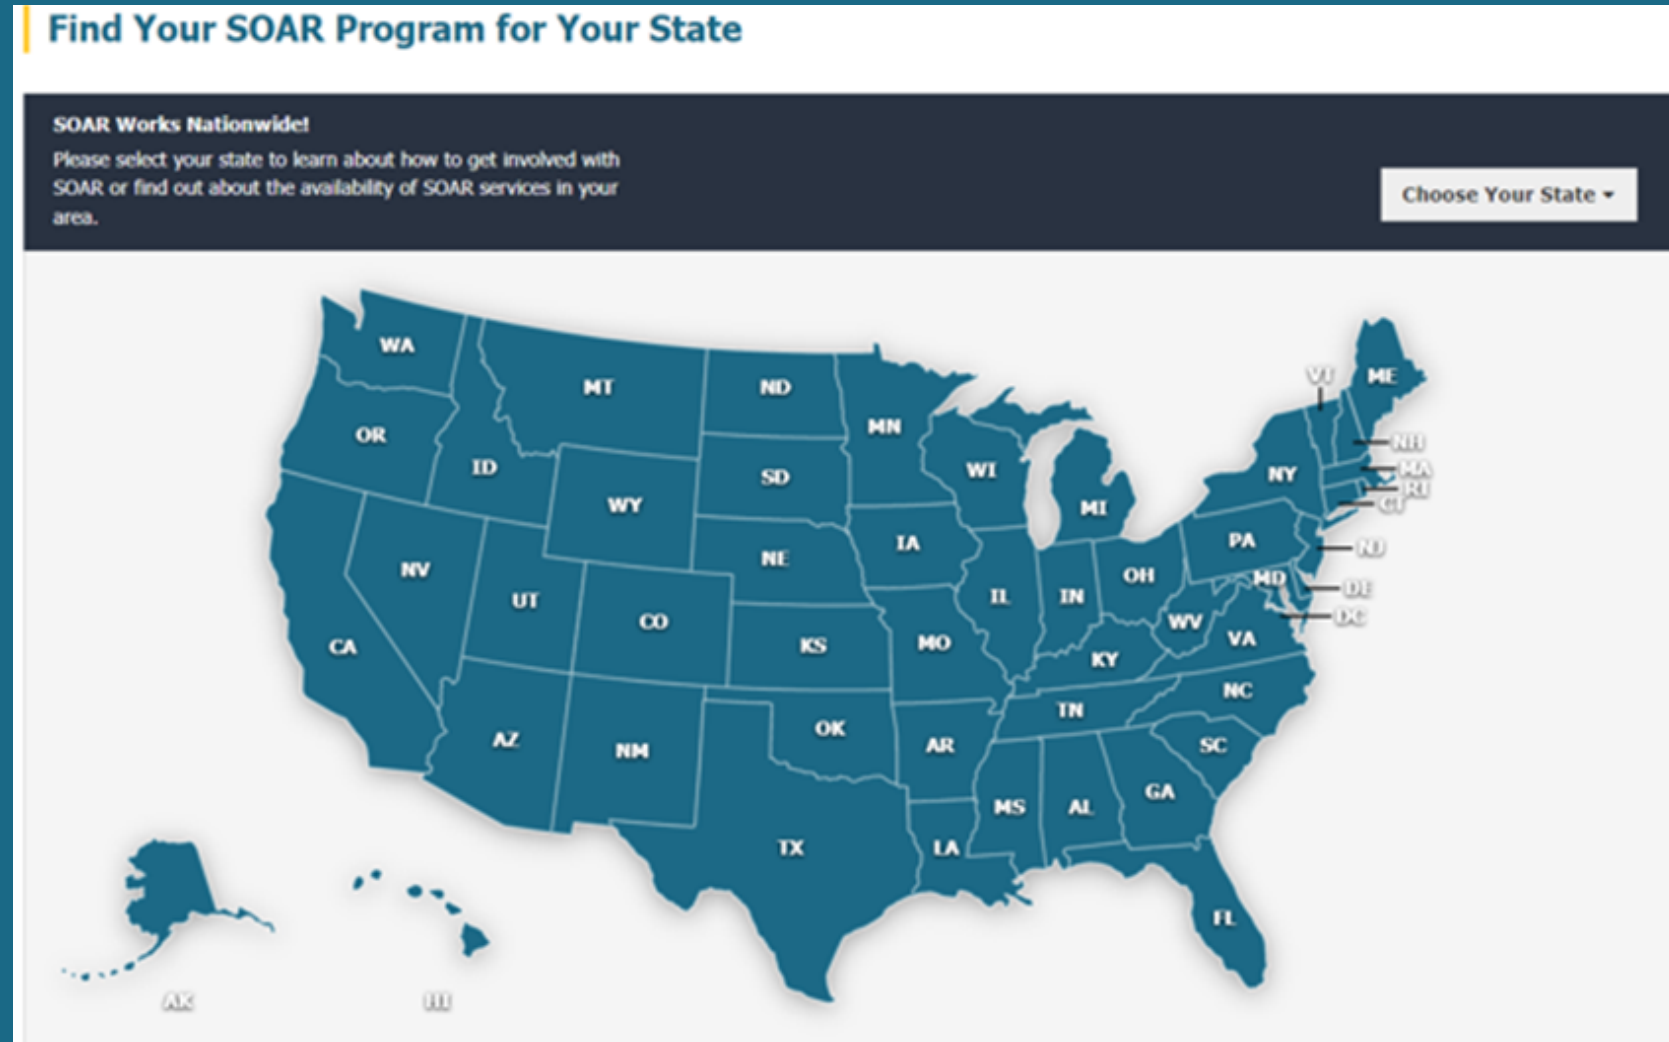 Find Your SOAR Program for Your State
SOAR Works Nationwide!
Please select your state to learn about how to get involved with
SOAR or find out about the availability of SOAR services in your
area.
Choose Your State
WA
MT
ND
MN
VT
ME
OR
ID
WY
SD
WI
MI
NY
NH
MA
RI
CT
NV
UT
CO
NE
IA
IL
IN
OH
PA
NJ
MD
DE
DC
CA
KS
MO
KY
WV
VA
AZ
NM
OK
AR
TN
NC
SC
TX
LA
MS
AL
GA
FL
AK
HI